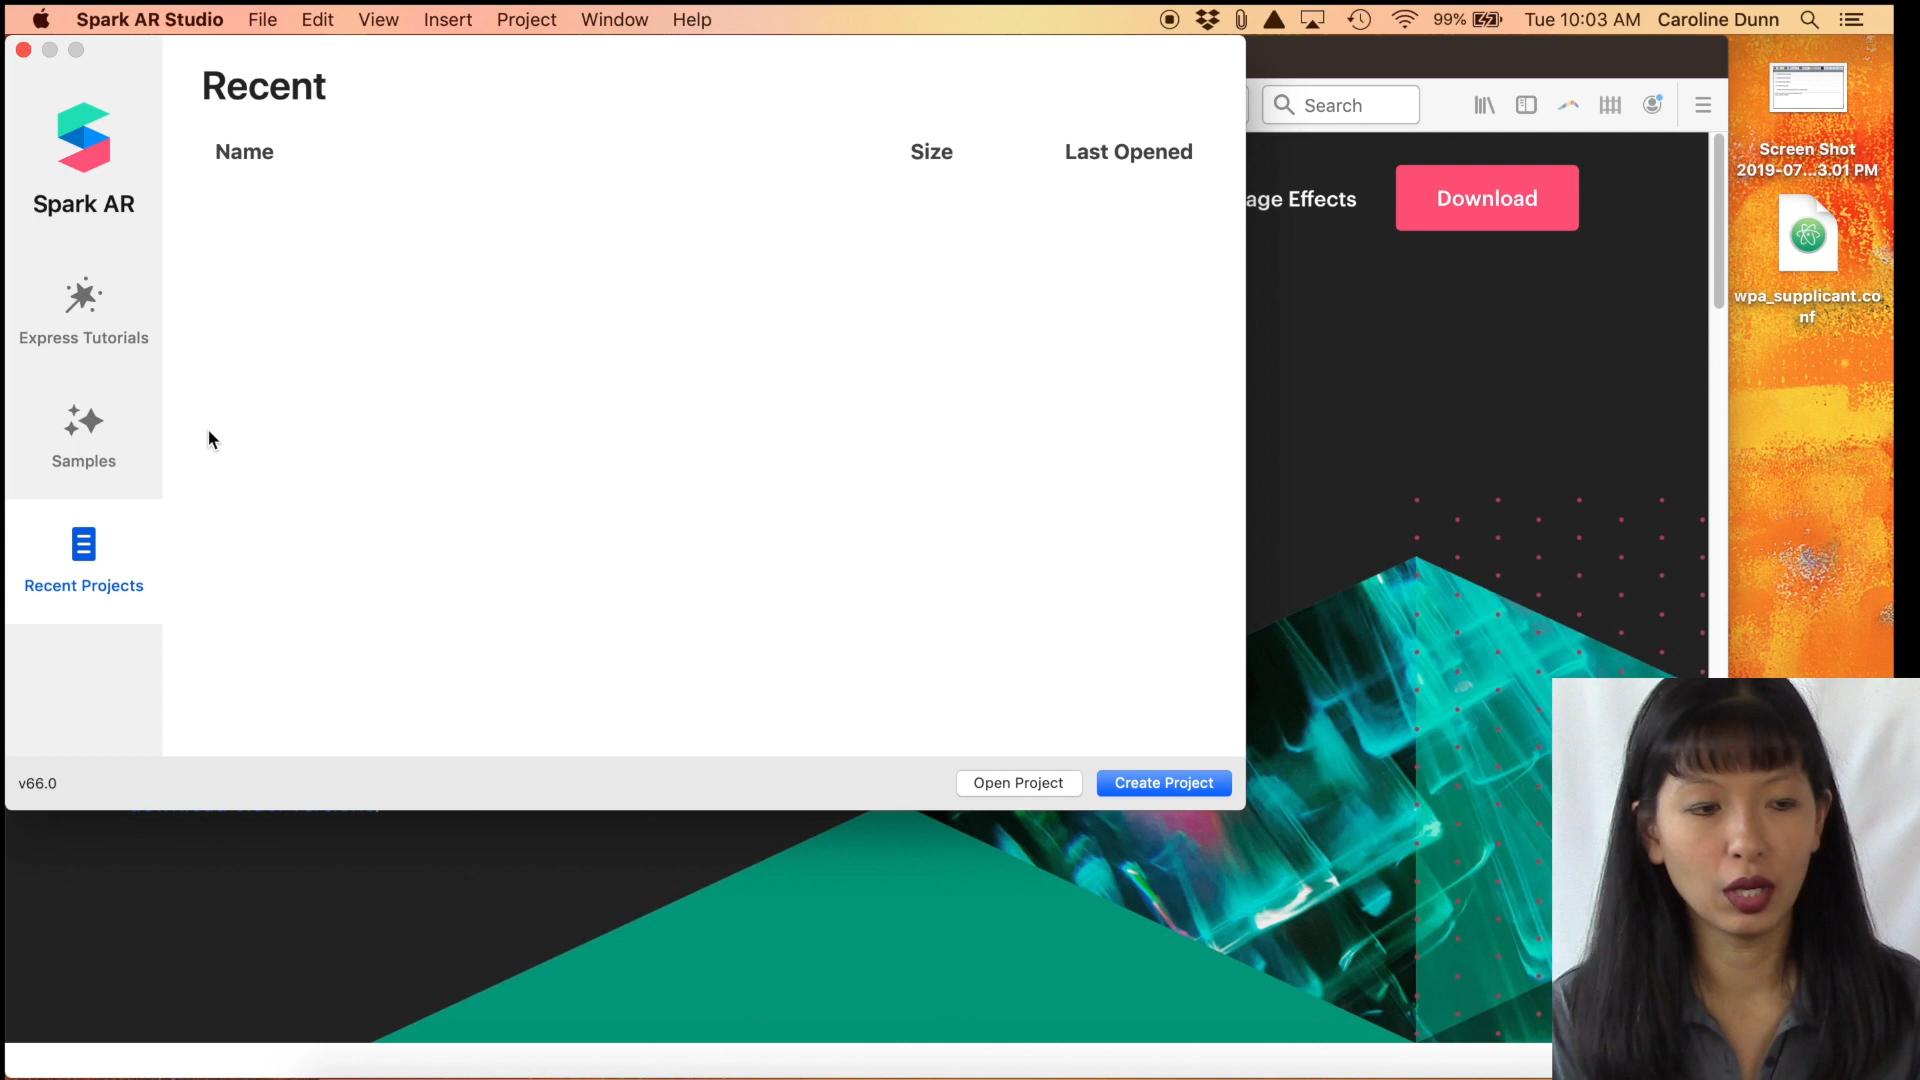 Spark AR Studio File Edit View Insert Project Window Help 99% Tue 10:03 AM Caroline Dunn
Recent
Search
Name Size Last Opened
Screen Shot
2019-07...3.01 PM
age Effects Download
Spark AR
wpa_supplicant.co
nf
Express Tutorials
Samples
Recent Projects
v66.0 Open Project Create Project